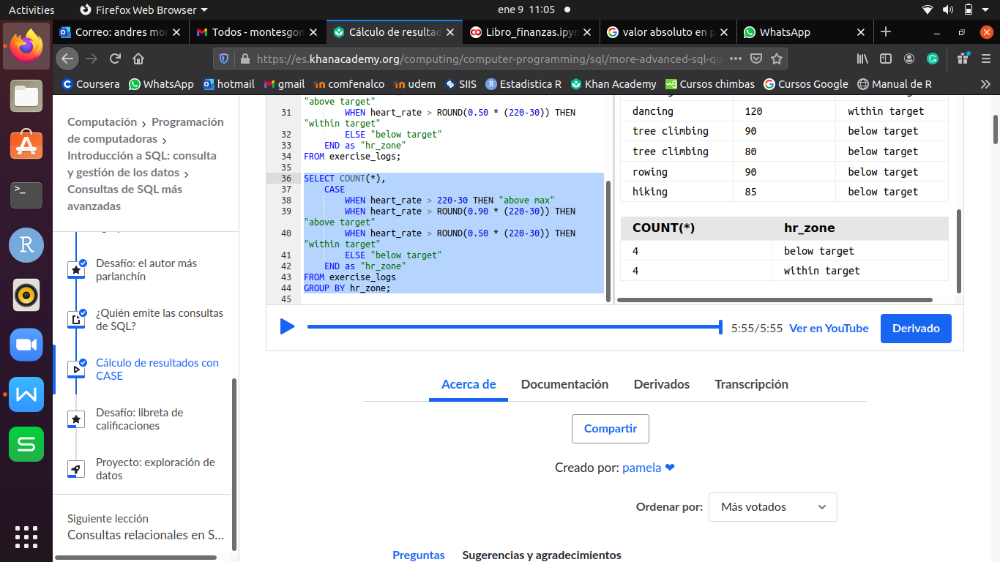 Activities
Firefox Web Browser
ene 9 11:05
Correo: andres mo
Todos - montesgom
Cálculo de resultad
Libro_finanzas.ipyn
valor absoluto en p
WhatsApp
https://es.khanacademy.org/computing/computer-programming/sql/more-advanced-sql-qu
Coursera
WhatsApp
hotmail
gmail
comfenalco
udem
SIIS
Estadistica R
Khan Academy
Cursos chimbas
Cursos Google
Manual de R
Computación > Programación
de computadoras >
Introducción a SQL: consulta
y gestión de los datos >
Consultas de SQL más
avanzadas
Desafío: el autor más
parlanchín
¿Quién emite las consultas
de SQL?
Cálculo de resultados con
CASE
Desafío: libreta de
calificaciones
Proyecto: exploración de
datos
Siguiente lección
Consultas relacionales en S...
"above target"
31 WHEN heart_rate > ROUND(0.50 * (220-30)) THEN
"within target"
32 ELSE "below target"
33 END as "hr_zone"
34 FROM exercise_logs;
35
36 SELECT COUNT(*),
37 CASE
38 WHEN heart_rate > 220-30 THEN "above max"
39 WHEN heart_rate > ROUND(0.90 * (220-30)) THEN
"above target"
40 WHEN heart_rate > ROUND(0.50 * (220-30)) THEN
"within target"
41 ELSE "below target"
42 END as "hr_zone"
43 FROM exercise_logs
44 GROUP BY hr_zone;
45
dancing 120 within target
tree climbing 90 below target
tree climbing 80 below target
rowing 90 below target
hiking 85 below target
COUNT(*) hr_zone
4 below target
4 within target
5:55/5:55
Ver en YouTube
Derivado
Acerca de
Documentación
Derivados
Transcripción
Compartir
Creado por: pamela ❤
Ordenar por:
Más votados
Preguntas
Sugerencias y agradecimientos